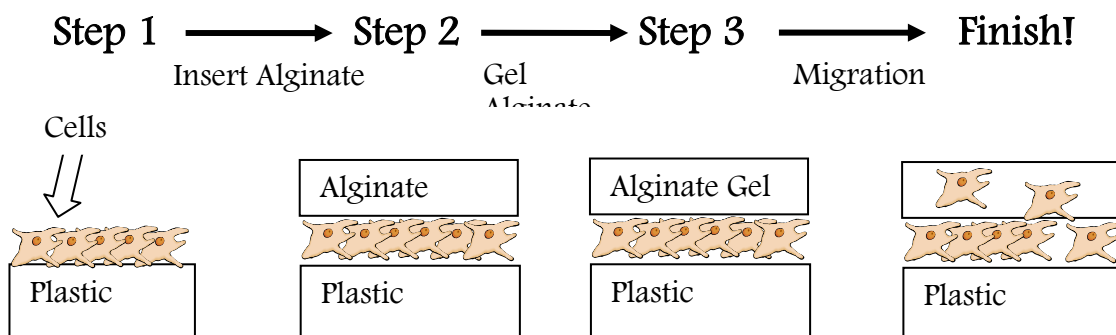 Step 1
Step 2
Step 3
Finish!
Insert Alginate
Gel
Alginate
Migration
Cells
Alginate
Alginate Gel
Plastic
Plastic
Plastic
Plastic